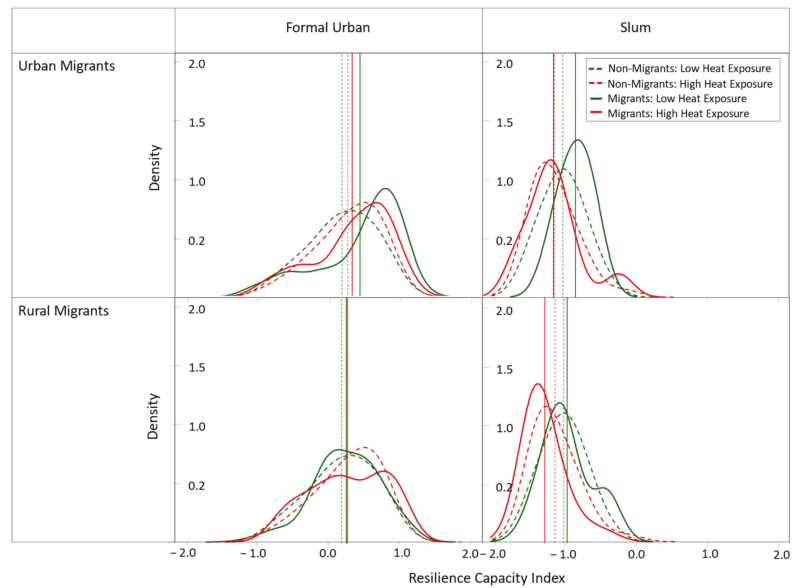 Formal Urban Slum
Urban Migrants
2.0 2.0
Non-Migrants: Low Heat Exposure
Non-Migrants: High Heat Exposure
Migrants: Low Heat Exposure
Migrants: High Heat Exposure
1.5 1.5
Density
1.0 1.0
0.2 0.2
Rural Migrants
2.0 2.0
1.5 1.5
Density
1.0 1.0
0.2 0.2
−2.0 −1.0 0.0 1.0 2.0 −2.0 −1.0 0.0 1.0 2.0
Resilience Capacity Index